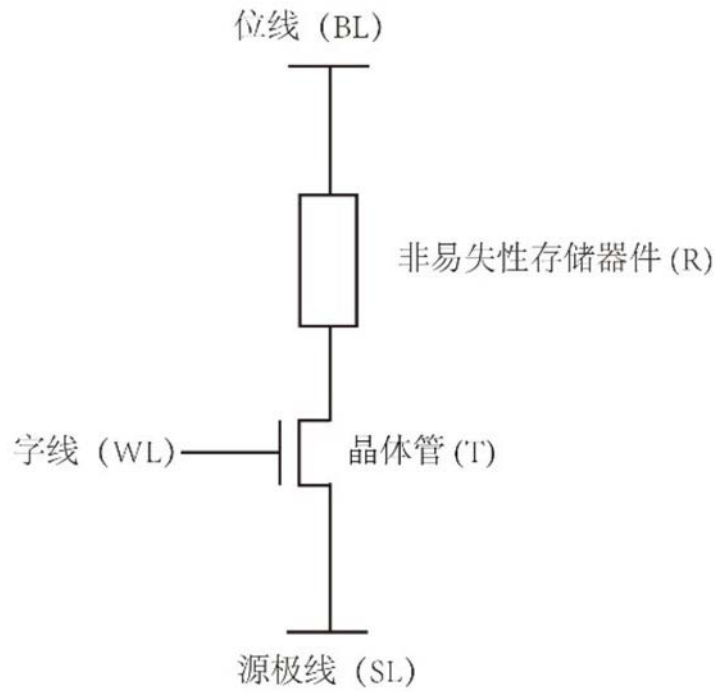 位线 (BL)
非易失性存储器件 (R)
字线 (WL)
晶体管 (T)
源极线 (SL)